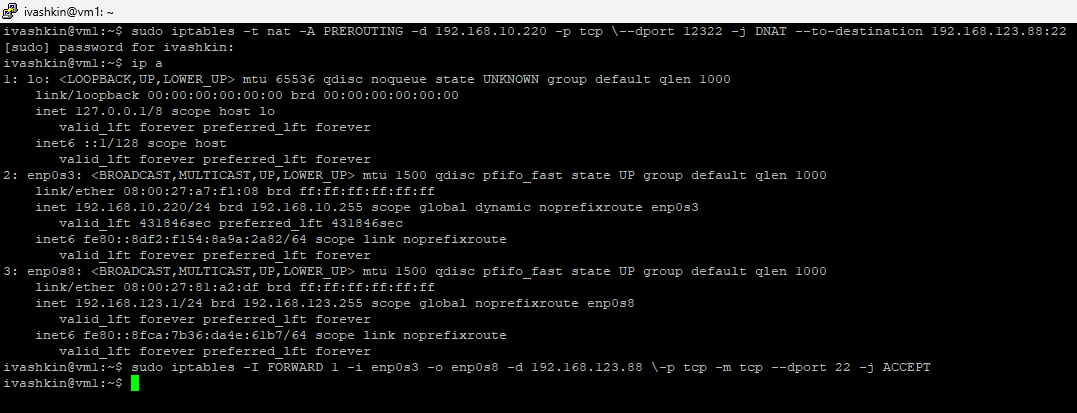 ivashkin@vm1: ~
ivashkin@vm1:~$ sudo iptables -t nat -A PREROUTING -d 192.168.10.220 -p tcp \--dport 12322 -j DNAT --to-destination 192.168.123.88:22
[sudo] password for ivashkin:
ivashkin@vm1:~$ ip a
1: lo: <LOOPBACK,UP,LOWER_UP> mtu 65536 qdisc noqueue state UNKNOWN group default qlen 1000
    link/loopback 00:00:00:00:00:00 brd 00:00:00:00:00:00
    inet 127.0.0.1/8 scope host lo
       valid_lft forever preferred_lft forever
    inet6 ::1/128 scope host
       valid_lft forever preferred_lft forever
2: enp0s3: <BROADCAST,MULTICAST,UP,LOWER_UP> mtu 1500 qdisc pfifo_fast state UP group default qlen 1000
    link/ether 08:00:27:a7:f1:08 brd ff:ff:ff:ff:ff:ff
    inet 192.168.10.220/24 brd 192.168.10.255 scope global dynamic noprefixroute enp0s3
       valid_lft 431846sec preferred_lft 431846sec
    inet6 fe80::8df2:f154:8a9a:2a82/64 scope link noprefixroute
       valid_lft forever preferred_lft forever
3: enp0s8: <BROADCAST,MULTICAST,UP,LOWER_UP> mtu 1500 qdisc pfifo_fast state UP group default qlen 1000
    link/ether 08:00:27:81:a2:df brd ff:ff:ff:ff:ff:ff
    inet 192.168.123.1/24 brd 192.168.123.255 scope global noprefixroute enp0s8
       valid_lft forever preferred_lft forever
    inet6 fe80::8fca:7b36:da4e:61b7/64 scope link noprefixroute
       valid_lft forever preferred_lft forever
ivashkin@vm1:~$ sudo iptables -I FORWARD 1 -i enp0s3 -o enp0s8 -d 192.168.123.88 \-p tcp -m tcp --dport 22 -j ACCEPT
ivashkin@vm1:~$